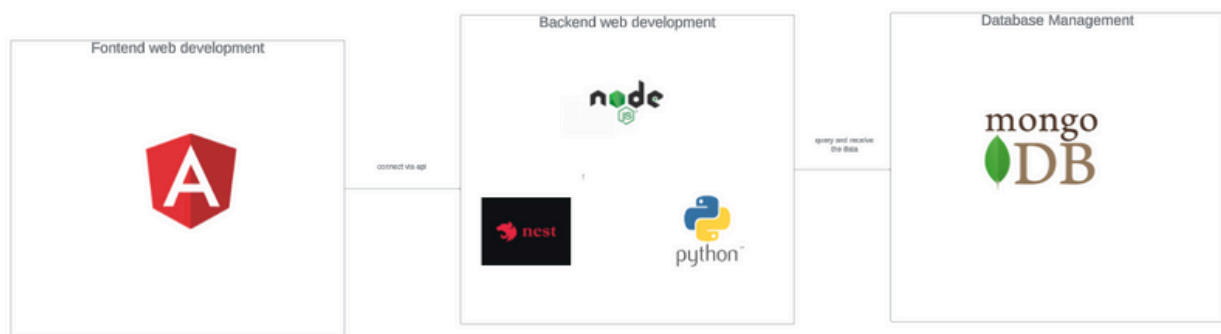 Fontend web development
A
connect via api
Backend web development
node
JS
nest
python
query and receive
the data
Database Management
mongo
DB